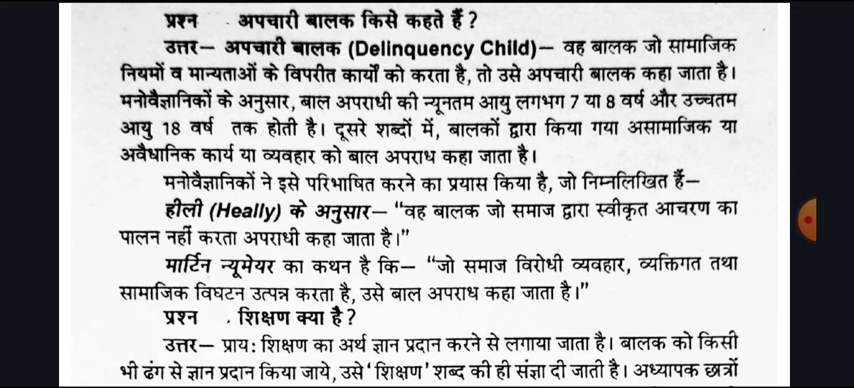 प्रश्न . अपचारी बालक किसे कहते हैं ?
उत्तर– अपचारी बालक (Delinquency Child)– वह बालक जो सामाजिक
नियमों व मान्यताओं के विपरीत कार्यों को करता है, तो उसे अपचारी बालक कहा जाता है।
मनोवैज्ञानिकों के अनुसार, बाल अपराधी की न्यूनतम आयु लगभग 7 या 8 वर्ष और उच्चतम
आयु 18 वर्ष तक होती है। दूसरे शब्दों में, बालकों द्वारा किया गया असामाजिक या
अवैधानिक कार्य या व्यवहार को बाल अपराध कहा जाता है।
मनोवैज्ञानिकों ने इसे परिभाषित करने का प्रयास किया है, जो निम्नलिखित हैं–
हीली (Heally) के अनुसार– “वह बालक जो समाज द्वारा स्वीकृत आचरण का
पालन नहीं करता अपराधी कहा जाता है।”
मार्टिन न्यूमेयर का कथन है कि– “जो समाज विरोधी व्यवहार, व्यक्तिगत तथा
सामाजिक विघटन उत्पन्न करता है, उसे बाल अपराध कहा जाता है।”
प्रश्न . शिक्षण क्या है ?
उत्तर– प्राय: शिक्षण का अर्थ ज्ञान प्रदान करने से लगाया जाता है। बालक को किसी
भी ढंग से ज्ञान प्रदान किया जाये, उसे ‘शिक्षण’ शब्द की ही संज्ञा दी जाती है। अध्यापक छात्रों